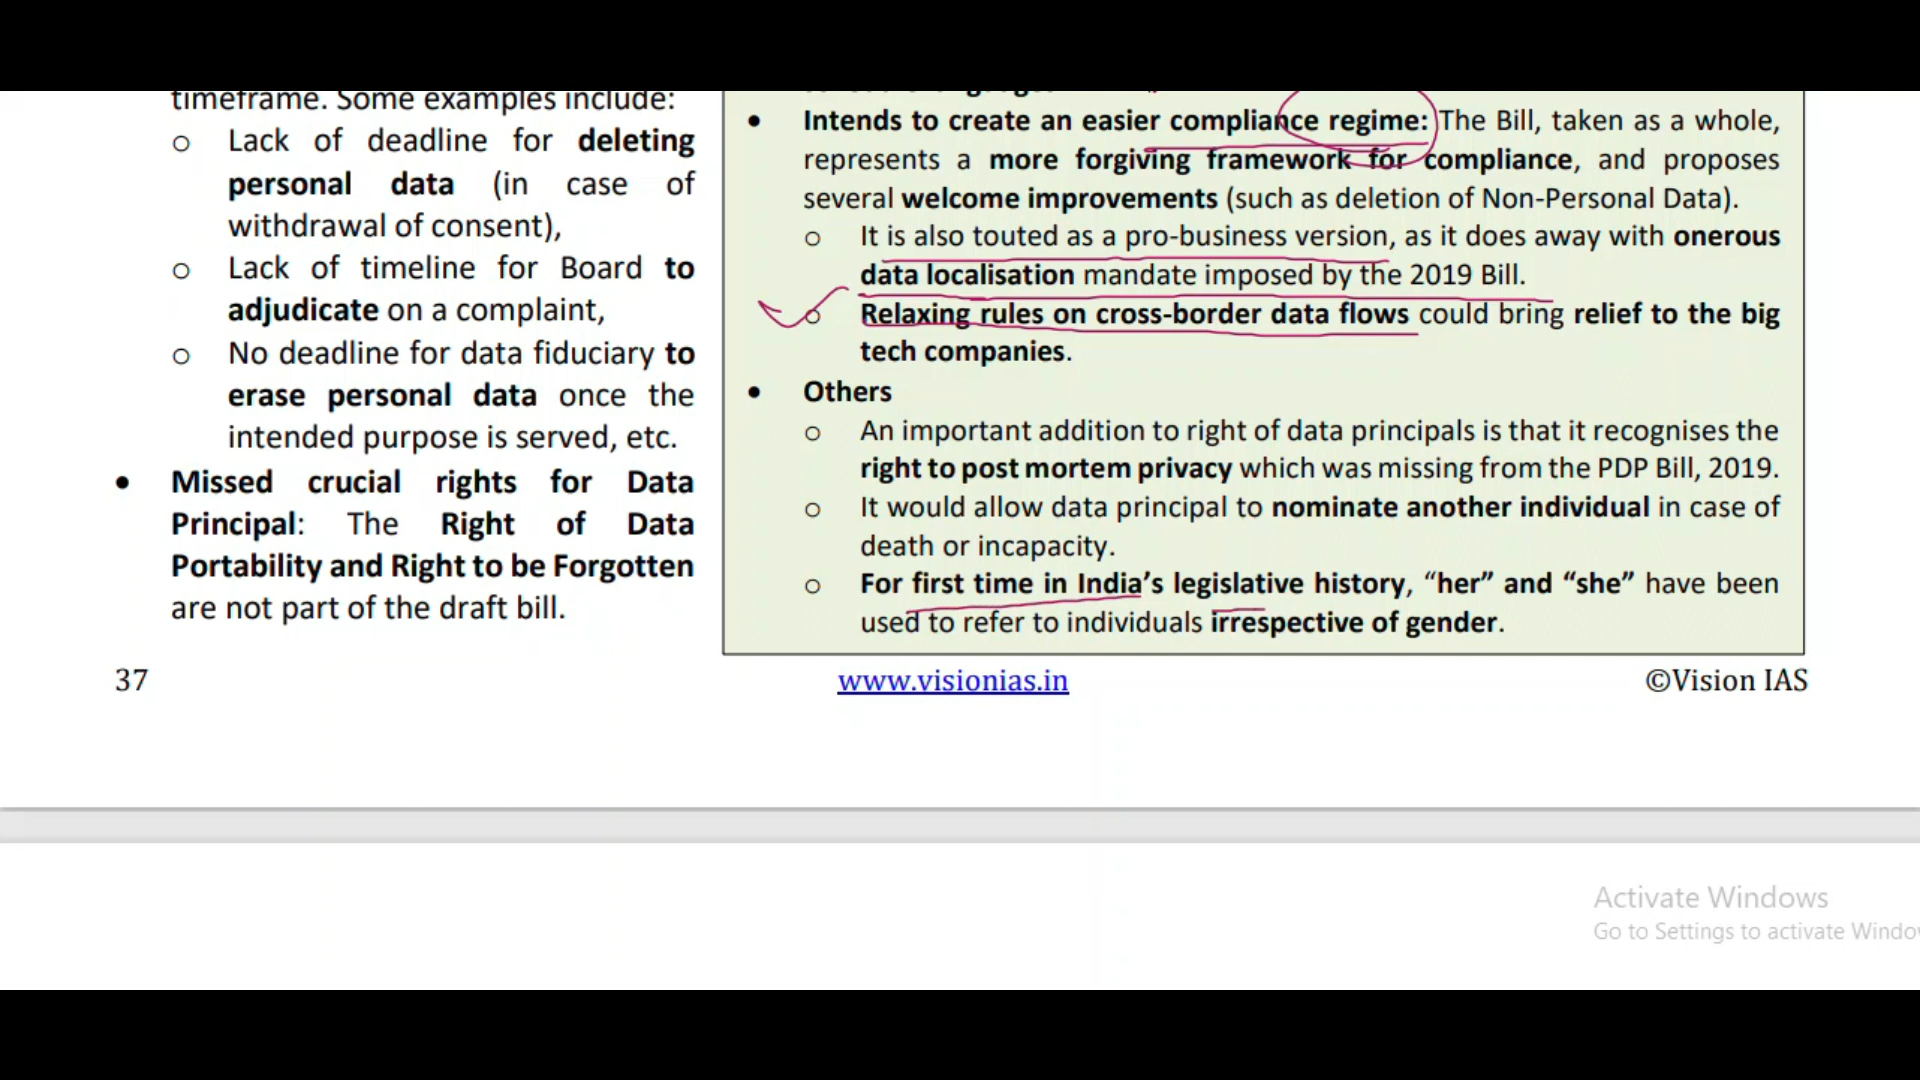 timeframe. Some examples include:
o Lack of deadline for deleting
personal data (in case of
withdrawal of consent),
o Lack of timeline for Board to
adjudicate on a complaint,
o No deadline for data fiduciary to
erase personal data once the
intended purpose is served, etc.
• Missed crucial rights for Data
Principal: The Right of Data
Portability and Right to be Forgotten
are not part of the draft bill.
• Intends to create an easier compliance regime: The Bill, taken as a whole,
represents a more forgiving framework for compliance, and proposes
several welcome improvements (such as deletion of Non-Personal Data).
o It is also touted as a pro-business version, as it does away with onerous
data localisation mandate imposed by the 2019 Bill.
o Relaxing rules on cross-border data flows could bring relief to the big
tech companies.
• Others
o An important addition to right of data principals is that it recognises the
right to post mortem privacy which was missing from the PDP Bill, 2019.
o It would allow data principal to nominate another individual in case of
death or incapacity.
o For first time in India’s legislative history, “her” and “she” have been
used to refer to individuals irrespective of gender.
37 www.visionias.in ©Vision IAS
Activate Windows
Go to Settings to activate Windo